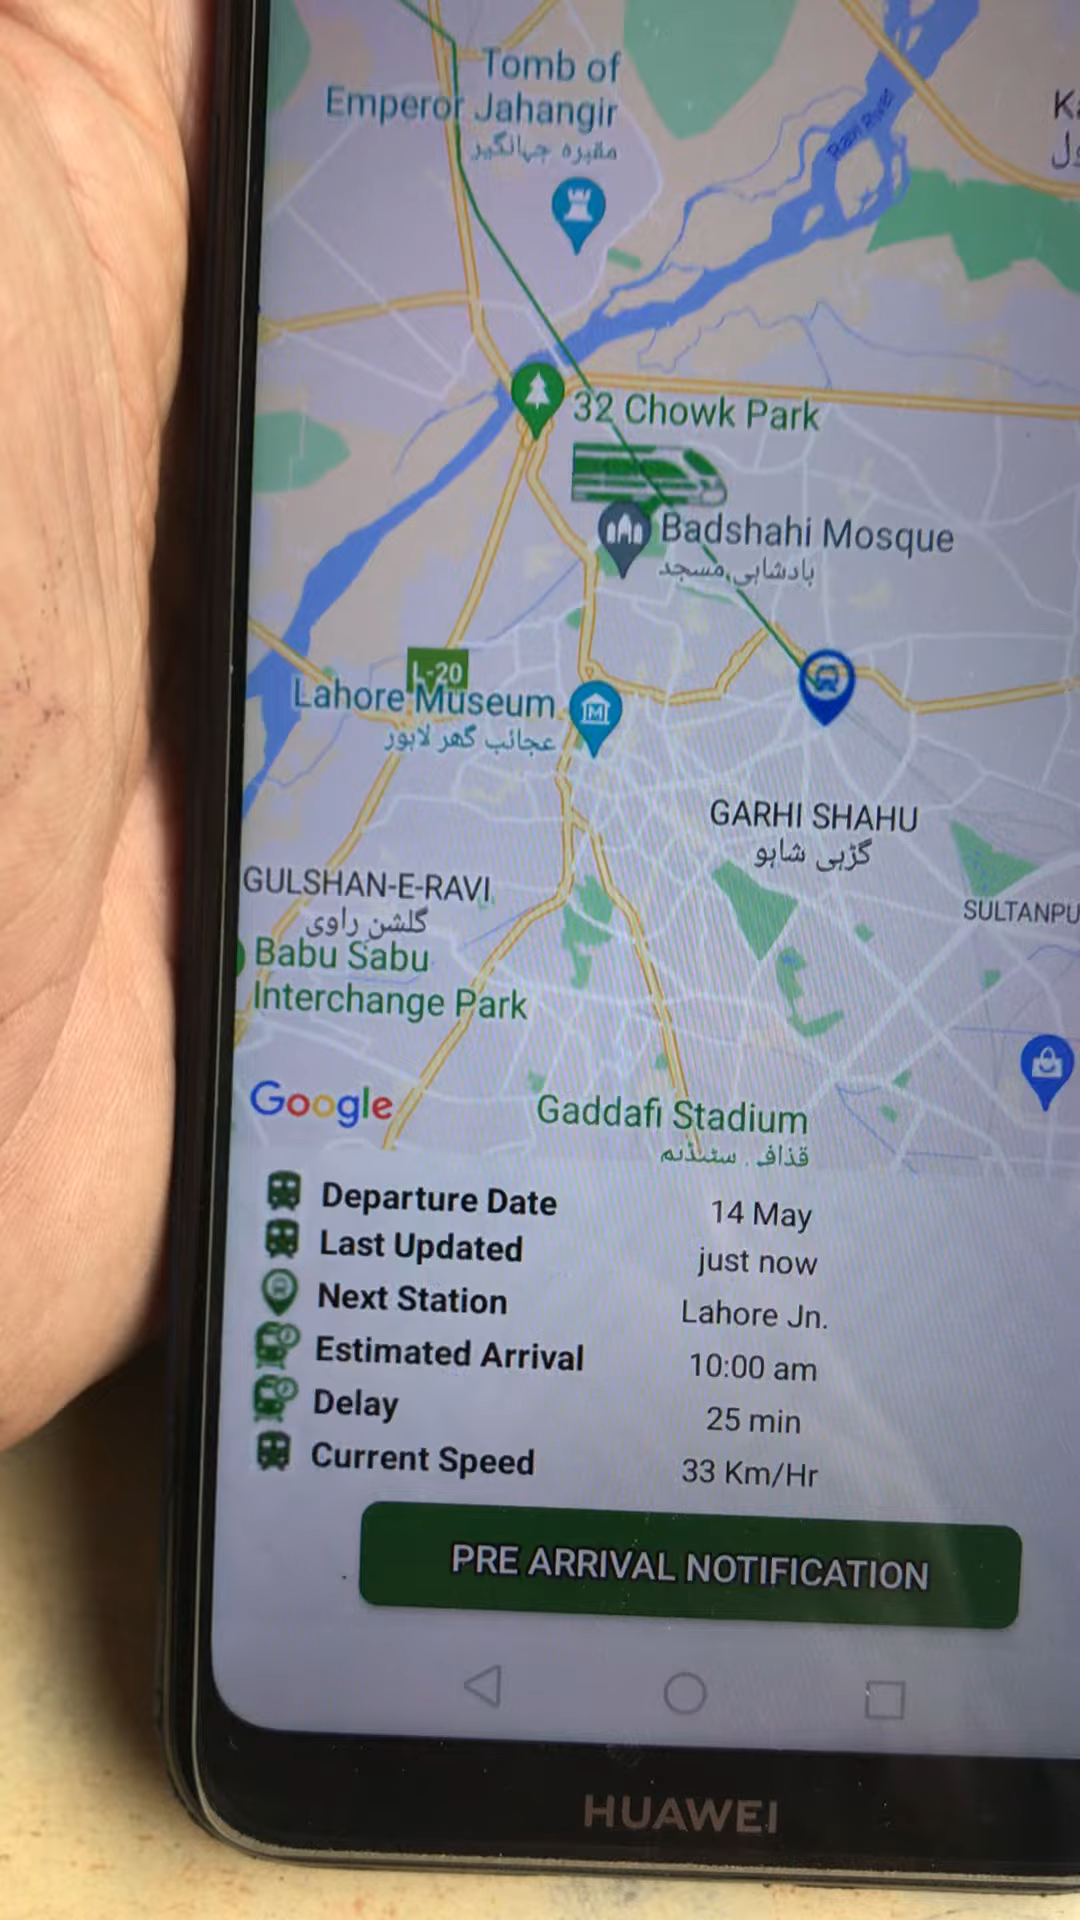 Tomb of
Emperor Jahangir
مقبرہ جہانگیر
Ravi River
32 Chowk Park
Badshahi Mosque
بادشاہی مسجد
L-20
Lahore Museum
عجائب گھر لاہور
GARHI SHAHU
گڑہی شاہو
GULSHAN-E-RAVI
گلشن راوی
SULTANPU
Babu Sabu
Interchange Park
Google
Gaddafi Stadium
Departure Date 14 May
Last Updated just now
Next Station Lahore Jn.
Estimated Arrival 10:00 am
Delay 25 min
Current Speed 33 Km/Hr
PRE ARRIVAL NOTIFICATION
HUAWEI